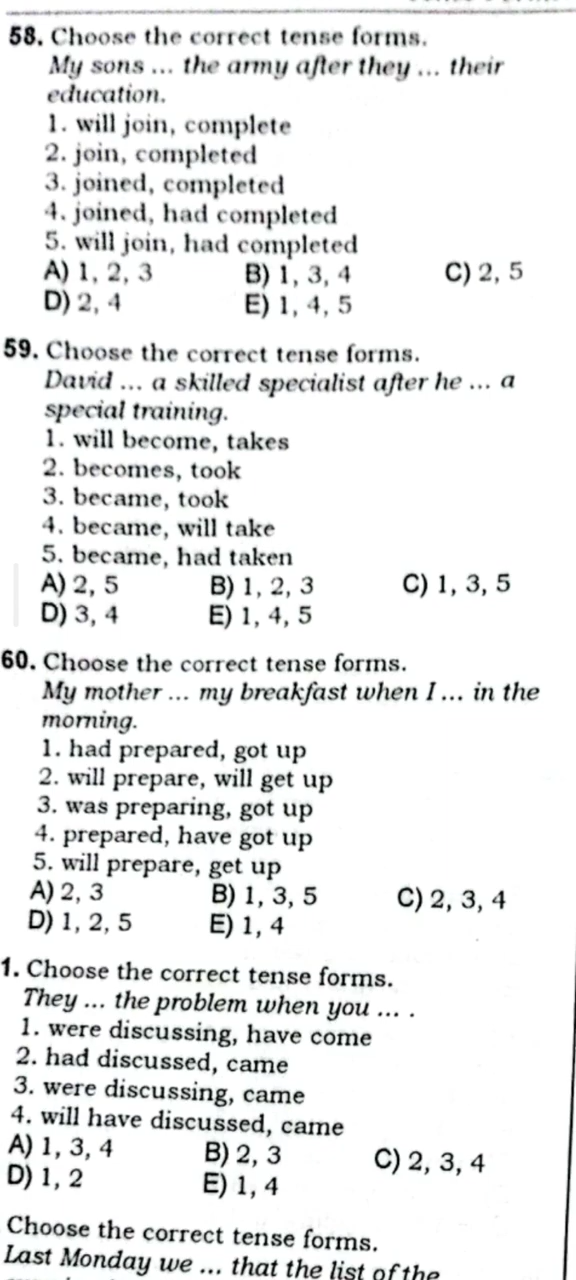 58. Choose the correct tense forms.
My sons ... the army after they ... their
education.
1. will join, complete
2. join, completed
3. joined, completed
4. joined, had completed
5. will join, had completed
A) 1, 2, 3 B) 1, 3, 4 C) 2, 5
D) 2, 4 E) 1, 4, 5
59. Choose the correct tense forms.
David ... a skilled specialist after he ... a
special training.
1. will become, takes
2. becomes, took
3. became, took
4. became, will take
5. became, had taken
A) 2, 5 B) 1, 2, 3 C) 1, 3, 5
D) 3, 4 E) 1, 4, 5
60. Choose the correct tense forms.
My mother ... my breakfast when I ... in the
morning.
1. had prepared, got up
2. will prepare, will get up
3. was preparing, got up
4. prepared, have got up
5. will prepare, get up
A) 2, 3 B) 1, 3, 5 C) 2, 3, 4
D) 1, 2, 5 E) 1, 4
1. Choose the correct tense forms.
They ... the problem when you ... .
1. were discussing, have come
2. had discussed, came
3. were discussing, came
4. will have discussed, came
A) 1, 3, 4 B) 2, 3 C) 2, 3, 4
D) 1, 2 E) 1, 4
Choose the correct tense forms.
Last Monday we ... that the list of the